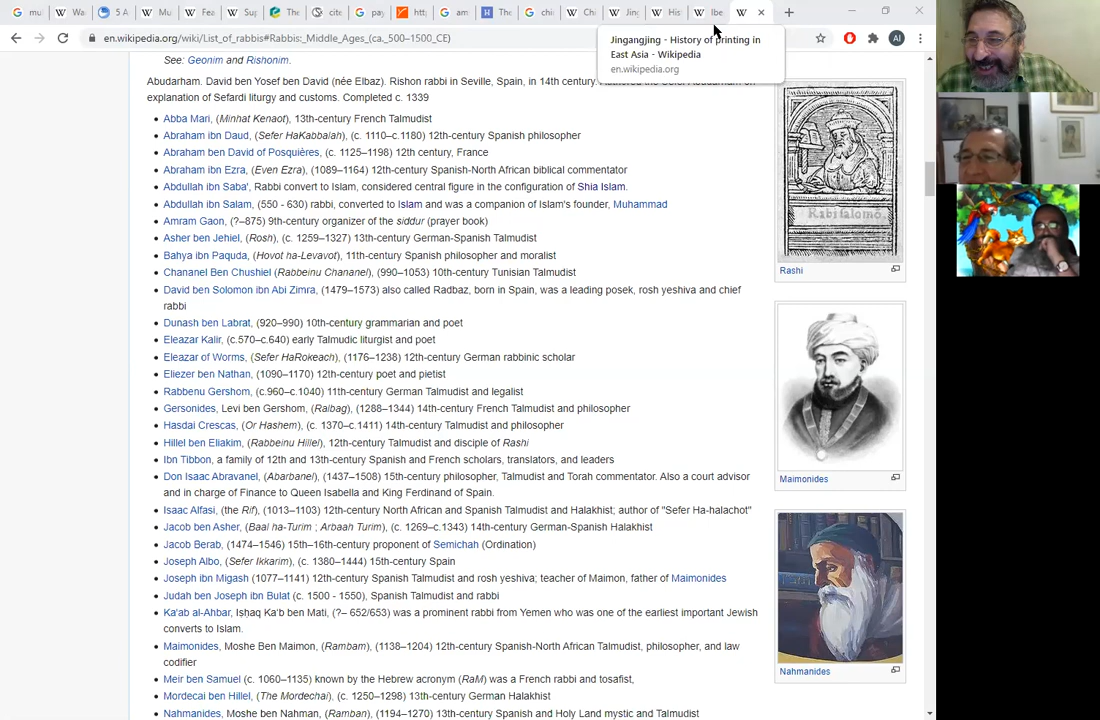 mu
Wa
5 A
Mu
Fea
Sup
The
cite
pay
http
am
The
chi
Chi
Jing
Hist
Ibe
en.wikipedia.org/wiki/List_of_rabbis#Rabbis:_Middle_Ages_(ca._500–1500_CE)
AI
Jingangjing - History of printing in
East Asia - Wikipedia
en.wikipedia.org
See: Geonim and Rishonim.
Abudarham. David ben Yosef ben David (née Elbaz). Rishon rabbi in Seville, Spain, in 14th century.
explanation of Sefardi liturgy and customs. Completed c. 1339
Abba Mari, (Minhat Kenaot), 13th-century French Talmudist
Abraham ibn Daud, (Sefer HaKabbalah), (c. 1110–c.1180) 12th-century Spanish philosopher
Abraham ben David of Posquières, (c. 1125–1198) 12th century, France
Abraham ibn Ezra, (Even Ezra), (1089–1164) 12th-century Spanish-North African biblical commentator
Abdullah ibn Saba', Rabbi convert to Islam, considered central figure in the configuration of Shia Islam.
Abdullah ibn Salam, (550 - 630) rabbi, converted to Islam and was a companion of Islam's founder, Muhammad
Amram Gaon, (?–875) 9th-century organizer of the siddur (prayer book)
Asher ben Jehiel, (Rosh), (c. 1259–1327) 13th-century German-Spanish Talmudist
Bahya ibn Paquda, (Hovot ha-Levavot), 11th-century Spanish philosopher and moralist
Chananel Ben Chushiel (Rabbeinu Chananel), (990–1053) 10th-century Tunisian Talmudist
David ben Solomon ibn Abi Zimra, (1479–1573) also called Radbaz, born in Spain, was a leading posek, rosh yeshiva and chief
rabbi
Dunash ben Labrat, (920–990) 10th-century grammarian and poet
Eleazar Kalir, (c.570–c.640) early Talmudic liturgist and poet
Eleazar of Worms, (Sefer HaRokeach), (1176–1238) 12th-century German rabbinic scholar
Eliezer ben Nathan, (1090–1170) 12th-century poet and pietist
Rabbenu Gershom, (c.960–c.1040) 11th-century German Talmudist and legalist
Gersonides, Levi ben Gershom, (Ralbag), (1288–1344) 14th-century French Talmudist and philosopher
Hasdai Crescas, (Or Hashem), (c. 1370–c.1411) 14th-century Talmudist and philosopher
Hillel ben Eliakim, (Rabbeinu Hillel), 12th-century Talmudist and disciple of Rashi
Ibn Tibbon, a family of 12th and 13th-century Spanish and French scholars, translators, and leaders
Don Isaac Abravanel, (Abarbanel), (1437–1508) 15th-century philosopher, Talmudist and Torah commentator. Also a court advisor
and in charge of Finance to Queen Isabella and King Ferdinand of Spain.
Isaac Alfasi, (the Rif), (1013–1103) 12th-century North African and Spanish Talmudist and Halakhist; author of "Sefer Ha-halachot"
Jacob ben Asher, (Baal ha-Turim ; Arbaah Turim), (c. 1269–c.1343) 14th-century German-Spanish Halakhist
Jacob Berab, (1474–1546) 15th–16th-century proponent of Semichah (Ordination)
Joseph Albo, (Sefer Ikkarim), (c. 1380–1444) 15th-century Spain
Joseph ibn Migash (1077–1141) 12th-century Spanish Talmudist and rosh yeshiva; teacher of Maimon, father of Maimonides
Judah ben Joseph ibn Bulat (c. 1500 - 1550), Spanish Talmudist and rabbi
Ka'ab al-Ahbar, Iṣḥaq Ka'b ben Mati, (?– 652/653) was a prominent rabbi from Yemen who was one of the earliest important Jewish
converts to Islam.
Maimonides, Moshe Ben Maimon, (Rambam), (1138–1204) 12th-century Spanish-North African Talmudist, philosopher, and law
codifier
Meir ben Samuel (c. 1060–1135) known by the Hebrew acronym (RaM) was a French rabbi and tosafist,
Mordecai ben Hillel, (The Mordechai), (c. 1250–1298) 13th-century German Halakhist
Nahmanides, Moshe ben Nahman, (Ramban), (1194–1270) 13th-century Spanish and Holy Land mystic and Talmudist
Rabi salomo
Rashi
Maimonides
Nahmanides